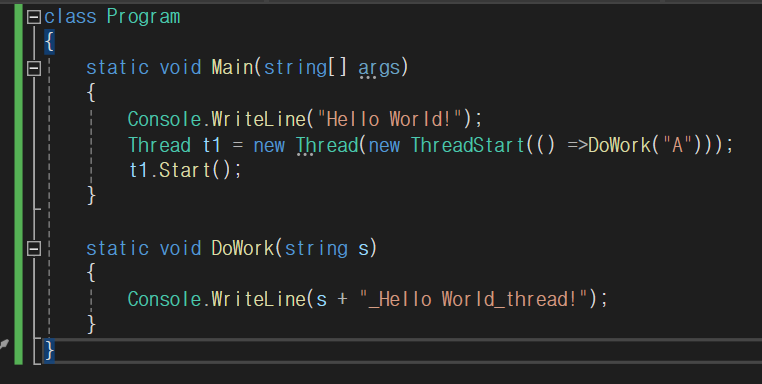 class Program
{
static void Main(string[] args)
{
Console.WriteLine("Hello World!");
Thread t1 = new Thread(new ThreadStart(() =>DoWork("A")));
t1.Start();
}
static void DoWork(string s)
{
Console.WriteLine(s + "_Hello World_thread!");
}
}